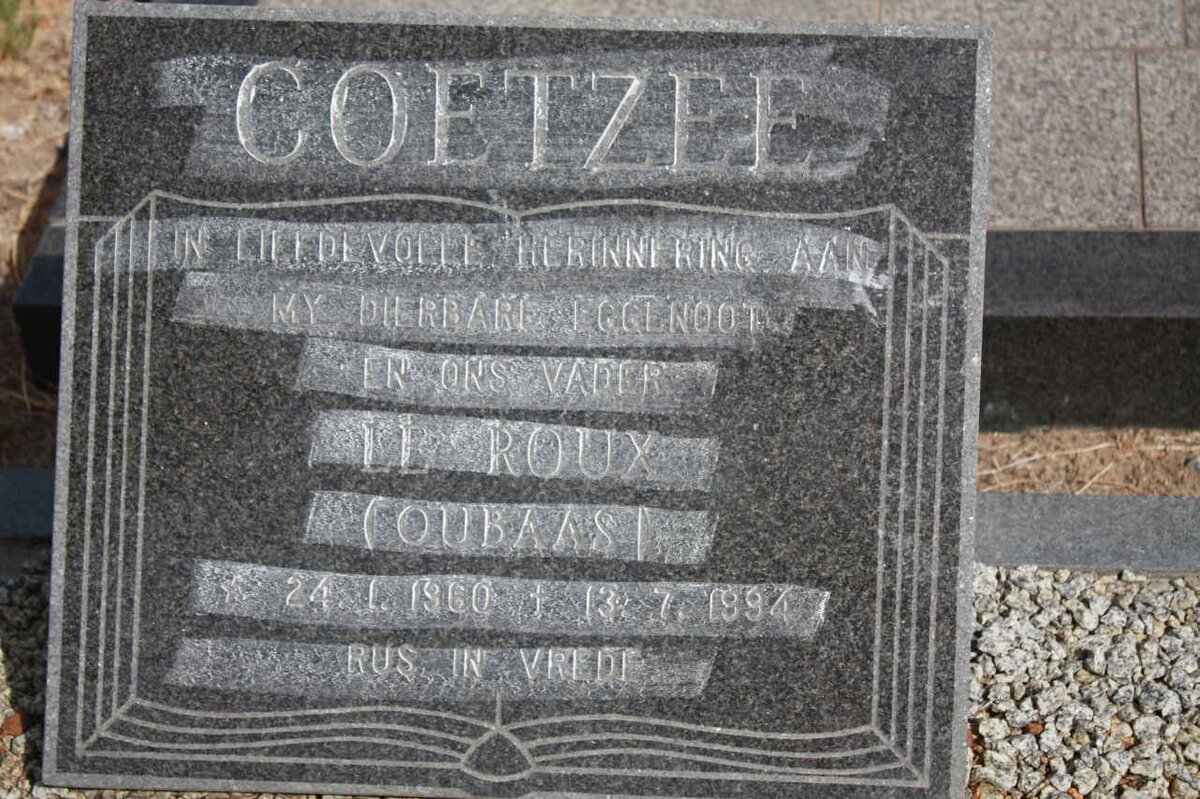 COETZEE
IN LIEFDEVOLLE HERINNERING AAN
MY DIERBARE EGGENOOT
EN ONS VADER
LE ROUX
(OUBAAS)
* 24. 1. 1960 † 13. 7. 1994
RUS IN VREDE